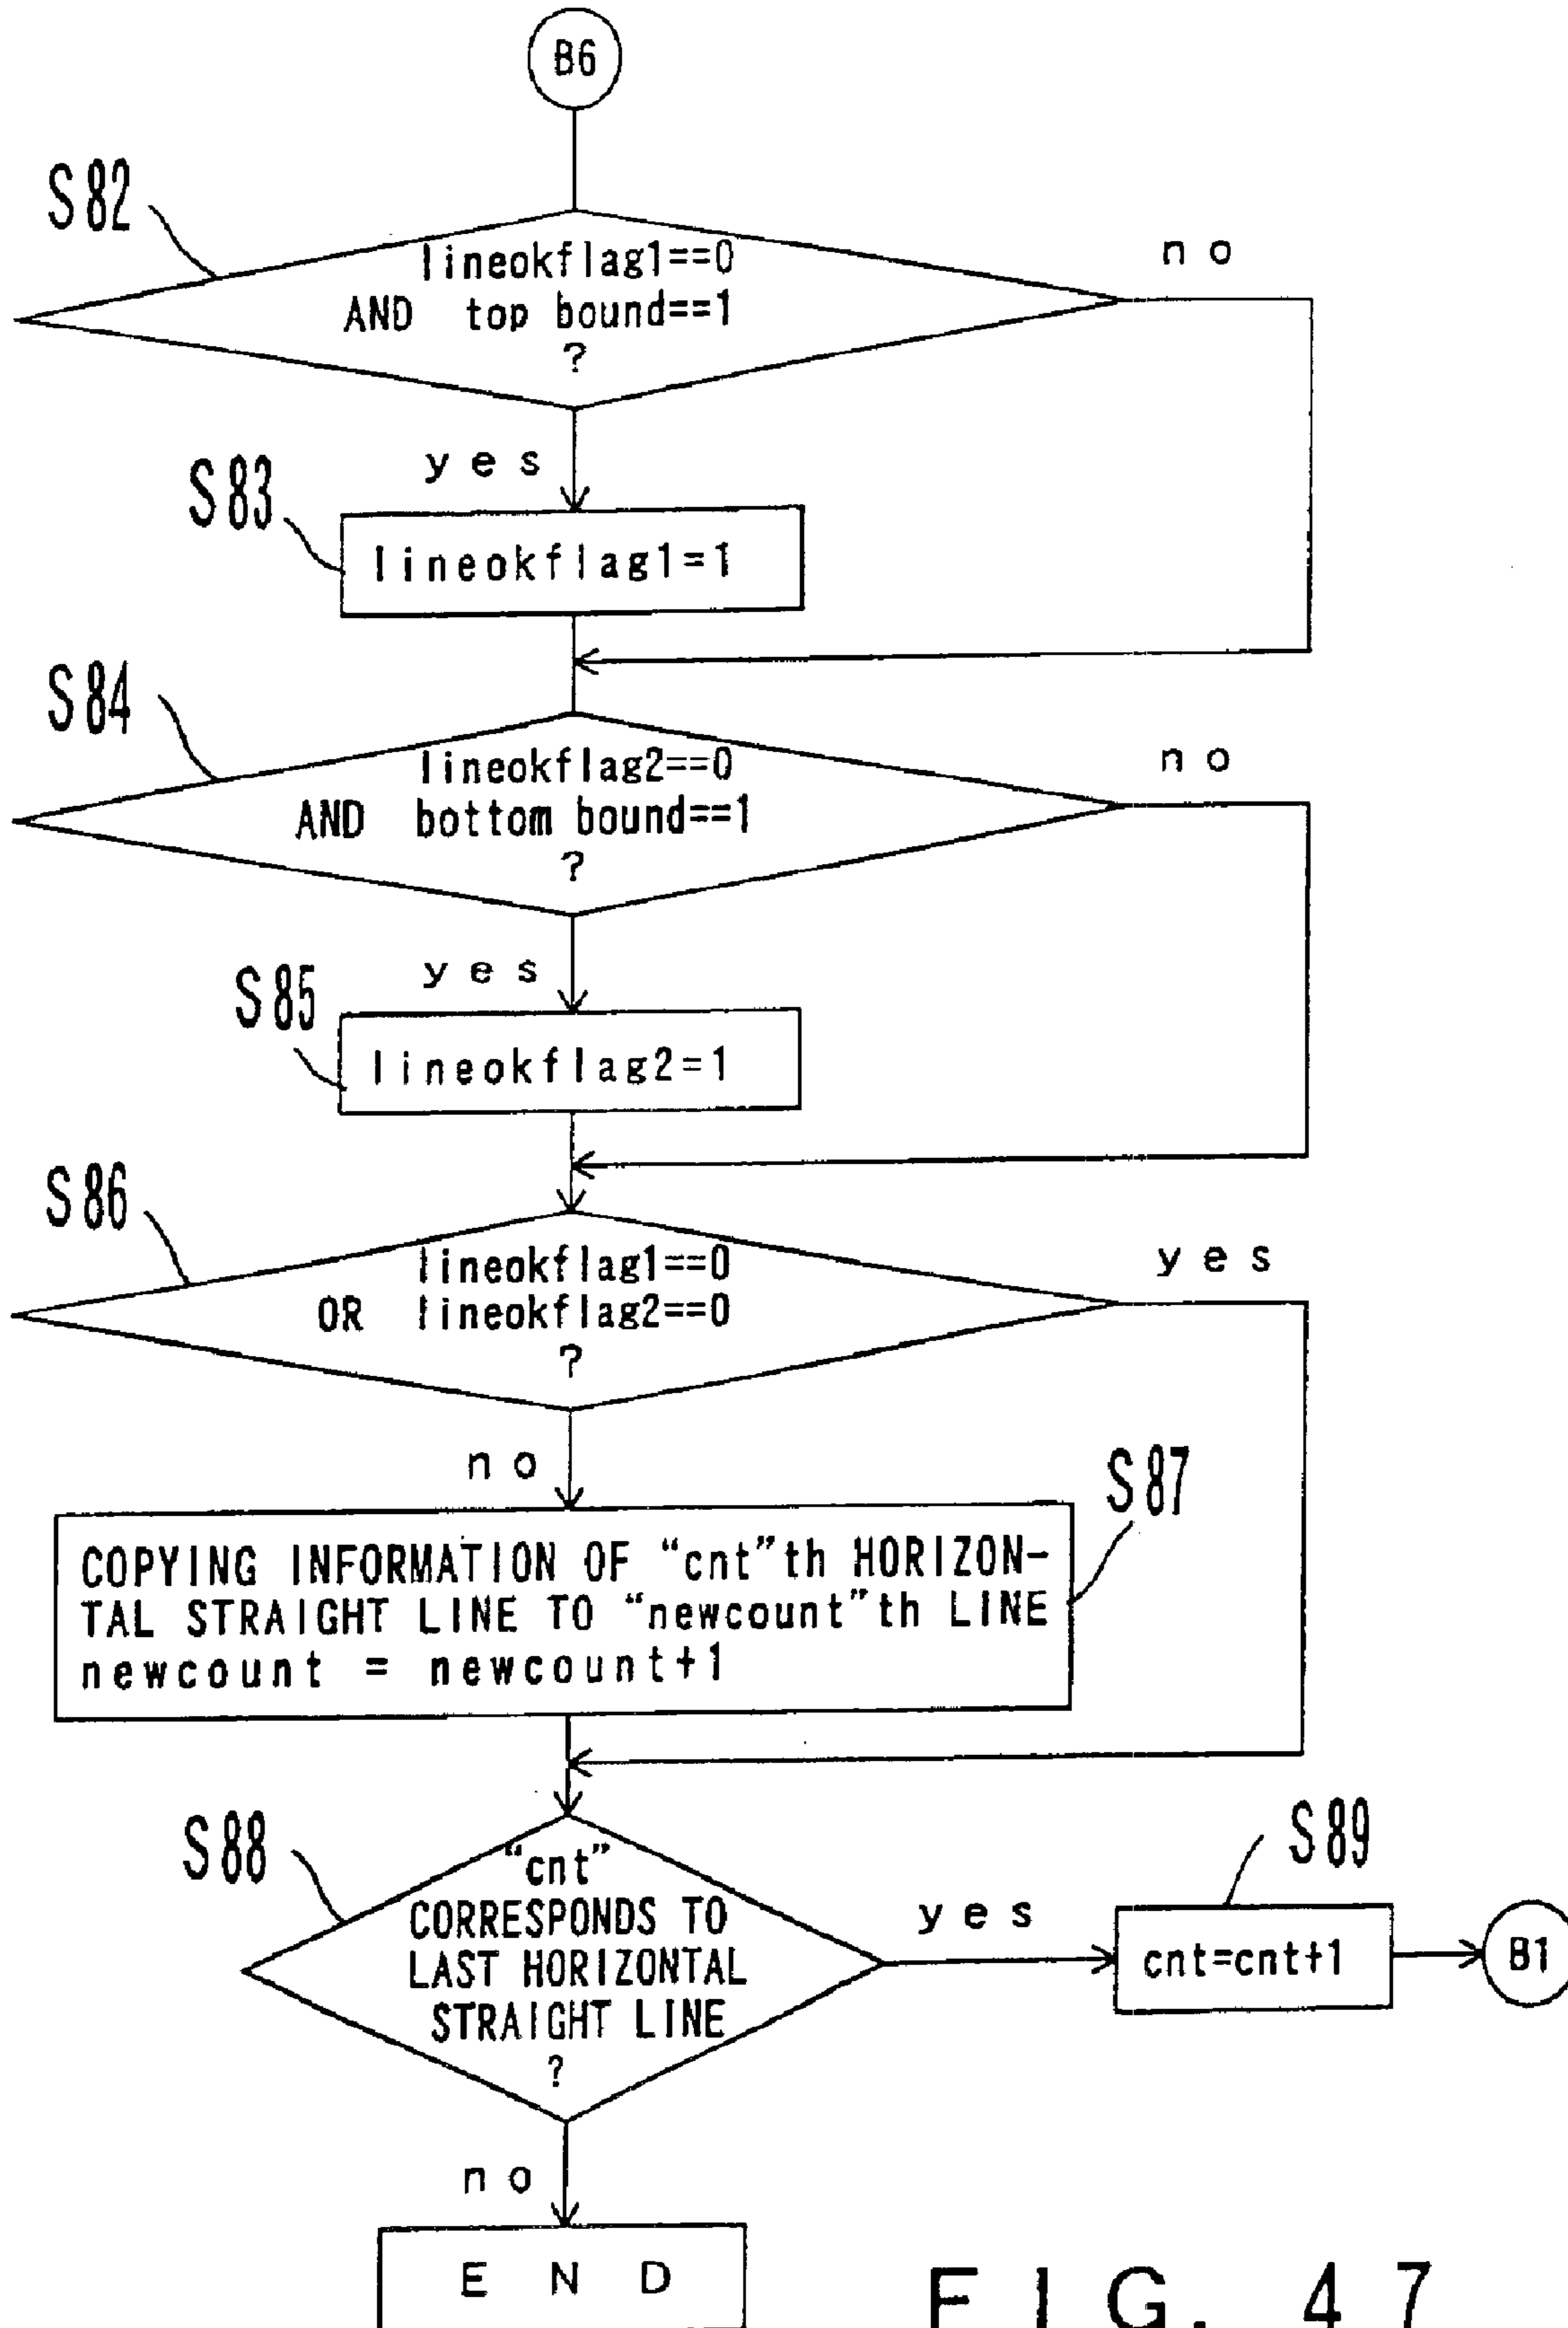 B6
S82
lineokflag1==0
AND top bound==1
?
no
yes
S83
lineokflag1=1
S84
lineokflag2==0
AND bottom bound==1
?
no
yes
S85
lineokflag2=1
S86
lineokflag1==0
OR lineokflag2==0
?
yes
no
S87
COPYING INFORMATION OF “cnt”th HORIZON-
TAL STRAIGHT LINE TO “newcount”th LINE
newcount = newcount+1
S88
“cnt”
CORRESPONDS TO
LAST HORIZONTAL
STRAIGHT LINE
?
yes
S89
cnt=cnt+1
B1
no
END
FIG. 47